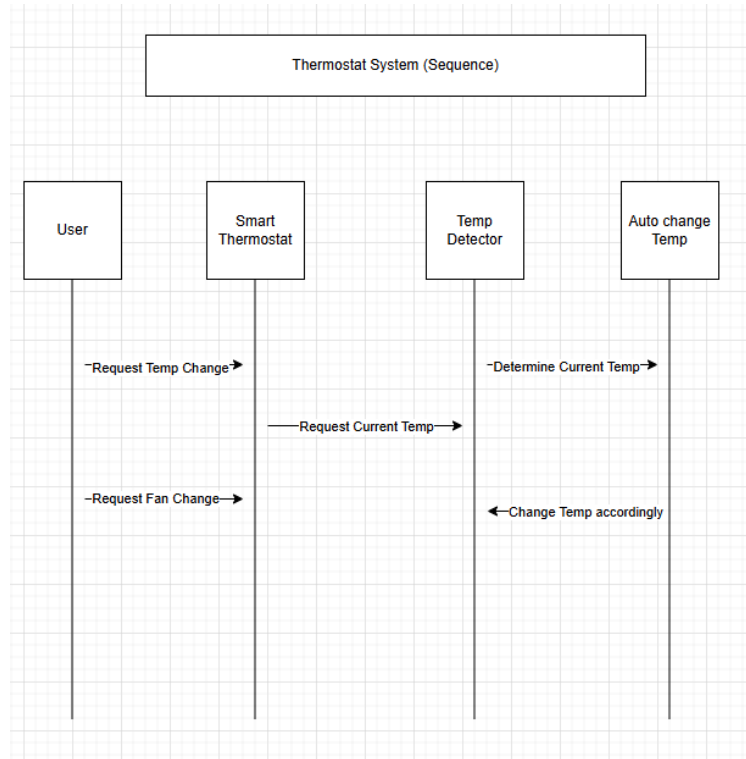 Thermostat System (Sequence)
User
Smart
Thermostat
Temp
Detector
Auto change
Temp
Request Temp Change
Determine Current Temp
Request Current Temp
Request Fan Change
Change Temp accordingly